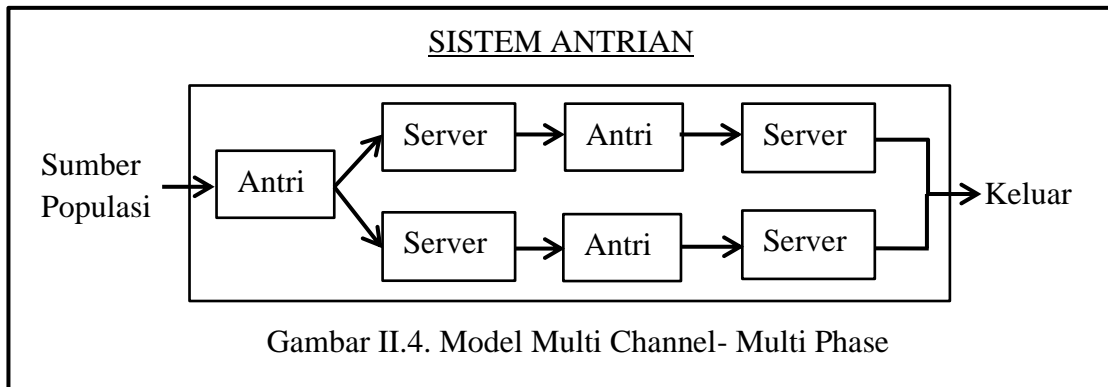 SISTEM ANTRIAN
Sumber
Populasi
Antri
Server
Antri
Server
Server
Antri
Server
Keluar
Gambar II.4. Model Multi Channel- Multi Phase